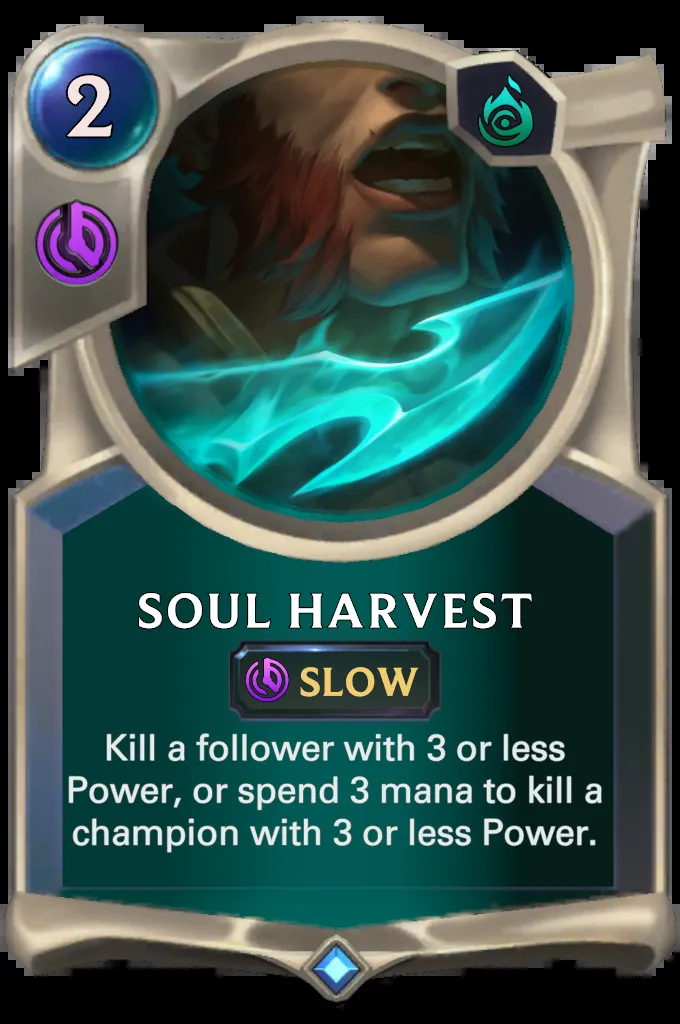 2
SOUL HARVEST
SLOW
Kill a follower with 3 or less
Power, or spend 3 mana to kill a
champion with 3 or less Power.